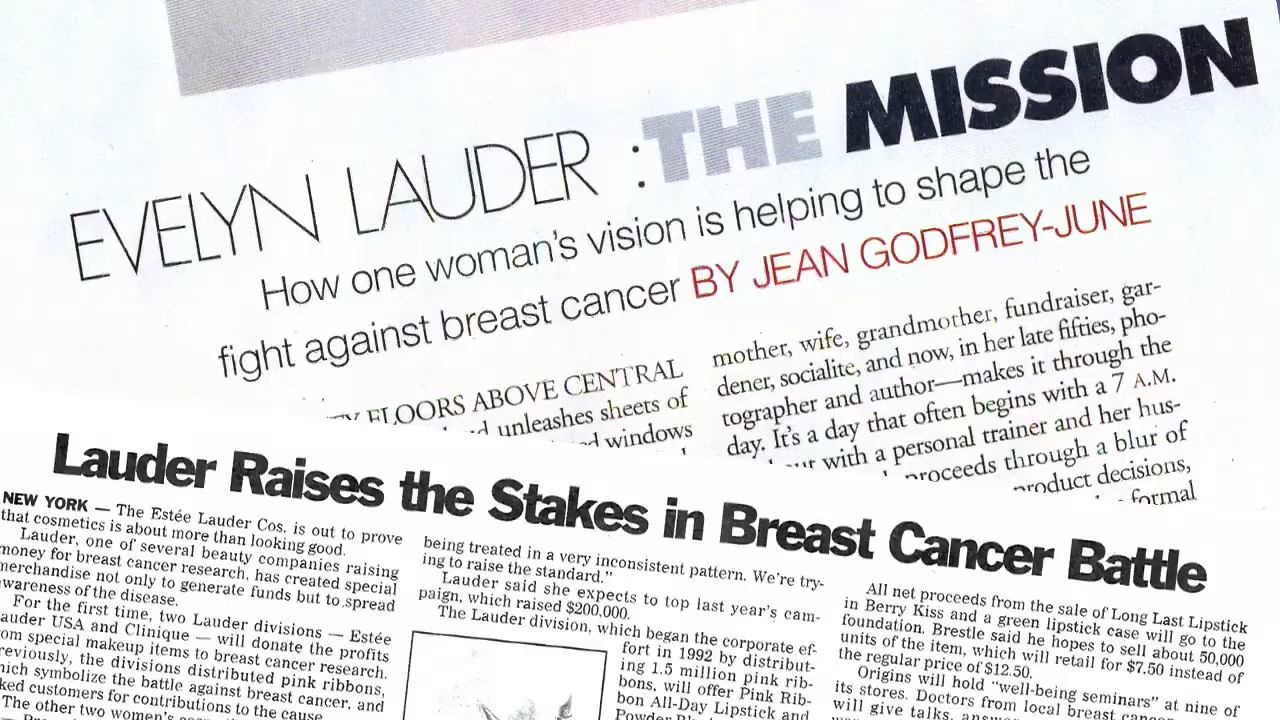 EVELYN LAUDER : THE MISSION
How one woman's vision is helping to shape the
fight against breast cancer BY JEAN GODFREY-JUNE
FLOORS ABOVE CENTRAL
unleashes sheets of
windows
mother, wife, grandmother, fundraiser, gar-
dener, socialite, and now, in her late fifties, pho-
tographer and author—makes it through the
day. It's a day that often begins with a 7 A.M.
with a personal trainer and her hus-
proceeds through a blur of
product decisions,
formal
Lauder Raises the Stakes in Breast Cancer Battle
NEW YORK — The Estée Lauder Cos. is out to prove
that cosmetics is about more than looking good.
Lauder, one of several beauty companies raising
money for breast cancer research, has created special
merchandise not only to generate funds but to spread
awareness of the disease.
For the first time, two Lauder divisions — Estée
Lauder USA and Clinique — will donate the profits
from special makeup items to breast cancer research.
Previously, the divisions distributed pink ribbons,
which symbolize the battle against breast cancer, and
asked customers for contributions to the cause.
The other two women's
being treated in a very inconsistent pattern. We're try-
ing to raise the standard."
Lauder said she expects to top last year's cam-
paign, which raised $200,000.
The Lauder division, which began the corporate ef-
fort in 1992 by distribut-
ing 1.5 million pink rib-
bons, will offer Pink Rib-
bon All-Day Lipstick and
Powder
All net proceeds from the sale of Long Last Lipstick
in Berry Kiss and a green lipstick case will go to the
foundation. Brestle said he hopes to sell about 50,000
units of the item, which will retail for $7.50 instead of
the regular price of $12.50.
Origins will hold "well-being seminars" at nine of
its stores. Doctors from local breast
will give talks,